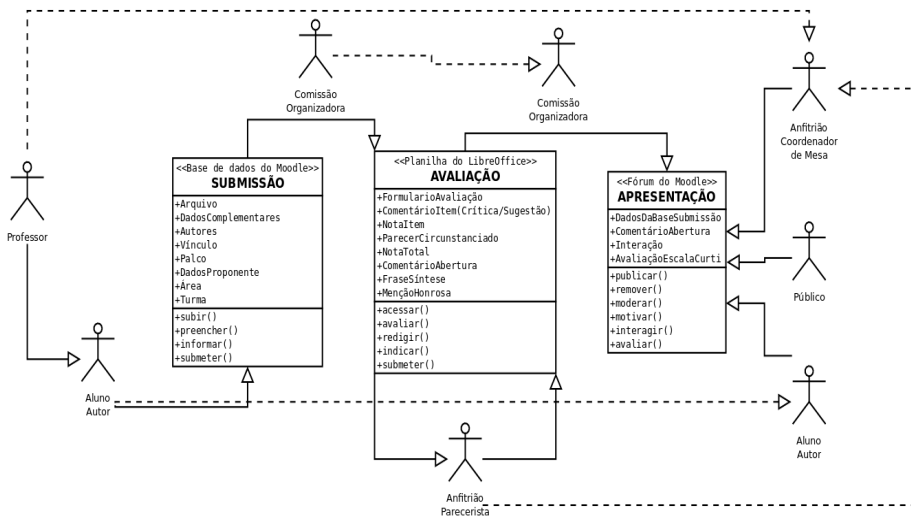 Comissão
Organizadora
Comissão
Organizadora
Anfitrião
Coordenador
de Mesa
Professor
<<Base de dados do Moodle>>
SUBMISSÃO
+Arquivo
+DadosComplementares
+Autores
+Vínculo
+Palco
+DadosProponente
+Área
+Turma
+subir()
+preencher()
+informar()
+submeter()
<<Planilha do LibreOffice>>
AVALIAÇÃO
+FormularioAvaliação
+ComentárioItem(Crítica/Sugestão)
+NotaItem
+ParecerCircunstanciado
+NotaTotal
+ComentárioAbertura
+FraseSíntese
+MençãoHonrosa
+acessar()
+avaliar()
+redigir()
+indicar()
+submeter()
<<Fórum do Moodle>>
APRESENTAÇÃO
+DadosDaBaseSubmissão
+ComentárioAbertura
+Interação
+AvaliaçãoEscalaCurti
+publicar()
+remover()
+moderar()
+motivar()
+interagir()
+avaliar()
Público
Aluno
Autor
Aluno
Autor
Anfitrião
Parecerista